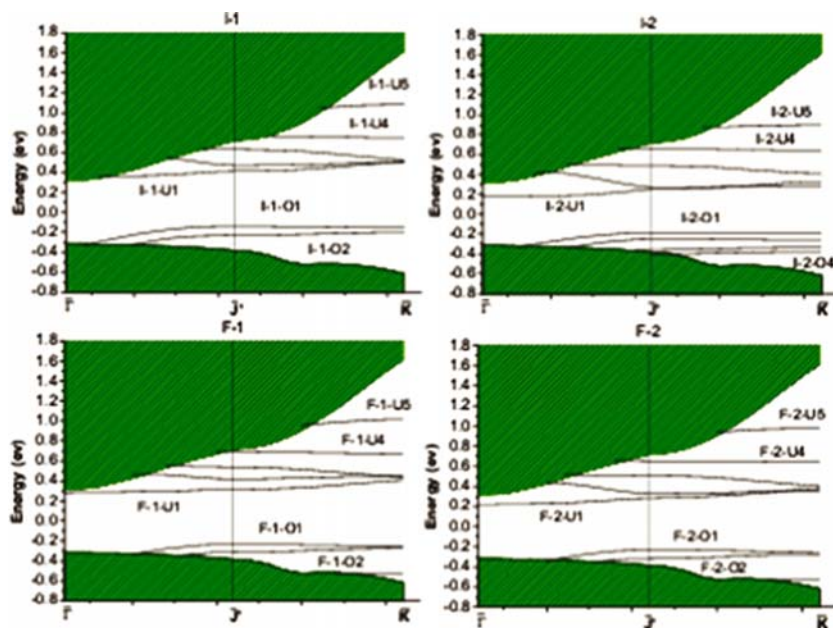 I-1
1.8
1.6
1.4
1.2
1.0
0.8
0.6
0.4
0.2
0.0
-0.2
-0.4
-0.6
-0.8
Energy (ev)
I-1-U5
I-1-U4
I-1-U1
I-1-O1
I-1-O2
Γ̅ J' K̅
I-2
1.8
1.6
1.4
1.2
1.0
0.8
0.6
0.4
0.2
0.0
-0.2
-0.4
-0.6
-0.8
Energy (ev)
I-2-U5
I-2-U4
I-2-U1
I-2-O1
I-2-O4
Γ̅ J' K̅
F-1
1.8
1.6
1.4
1.2
1.0
0.8
0.6
0.4
0.2
0.0
-0.2
-0.4
-0.6
-0.8
Energy (ev)
F-1-U5
F-1-U4
F-1-U1
F-1-O1
F-1-O2
Γ̅ J' K̅
F-2
1.8
1.6
1.4
1.2
1.0
0.8
0.6
0.4
0.2
0.0
-0.2
-0.4
-0.6
-0.8
Energy (ev)
F-2-U5
F-2-U4
F-2-U1
F-2-O1
F-2-O2
Γ̅ J' K̅